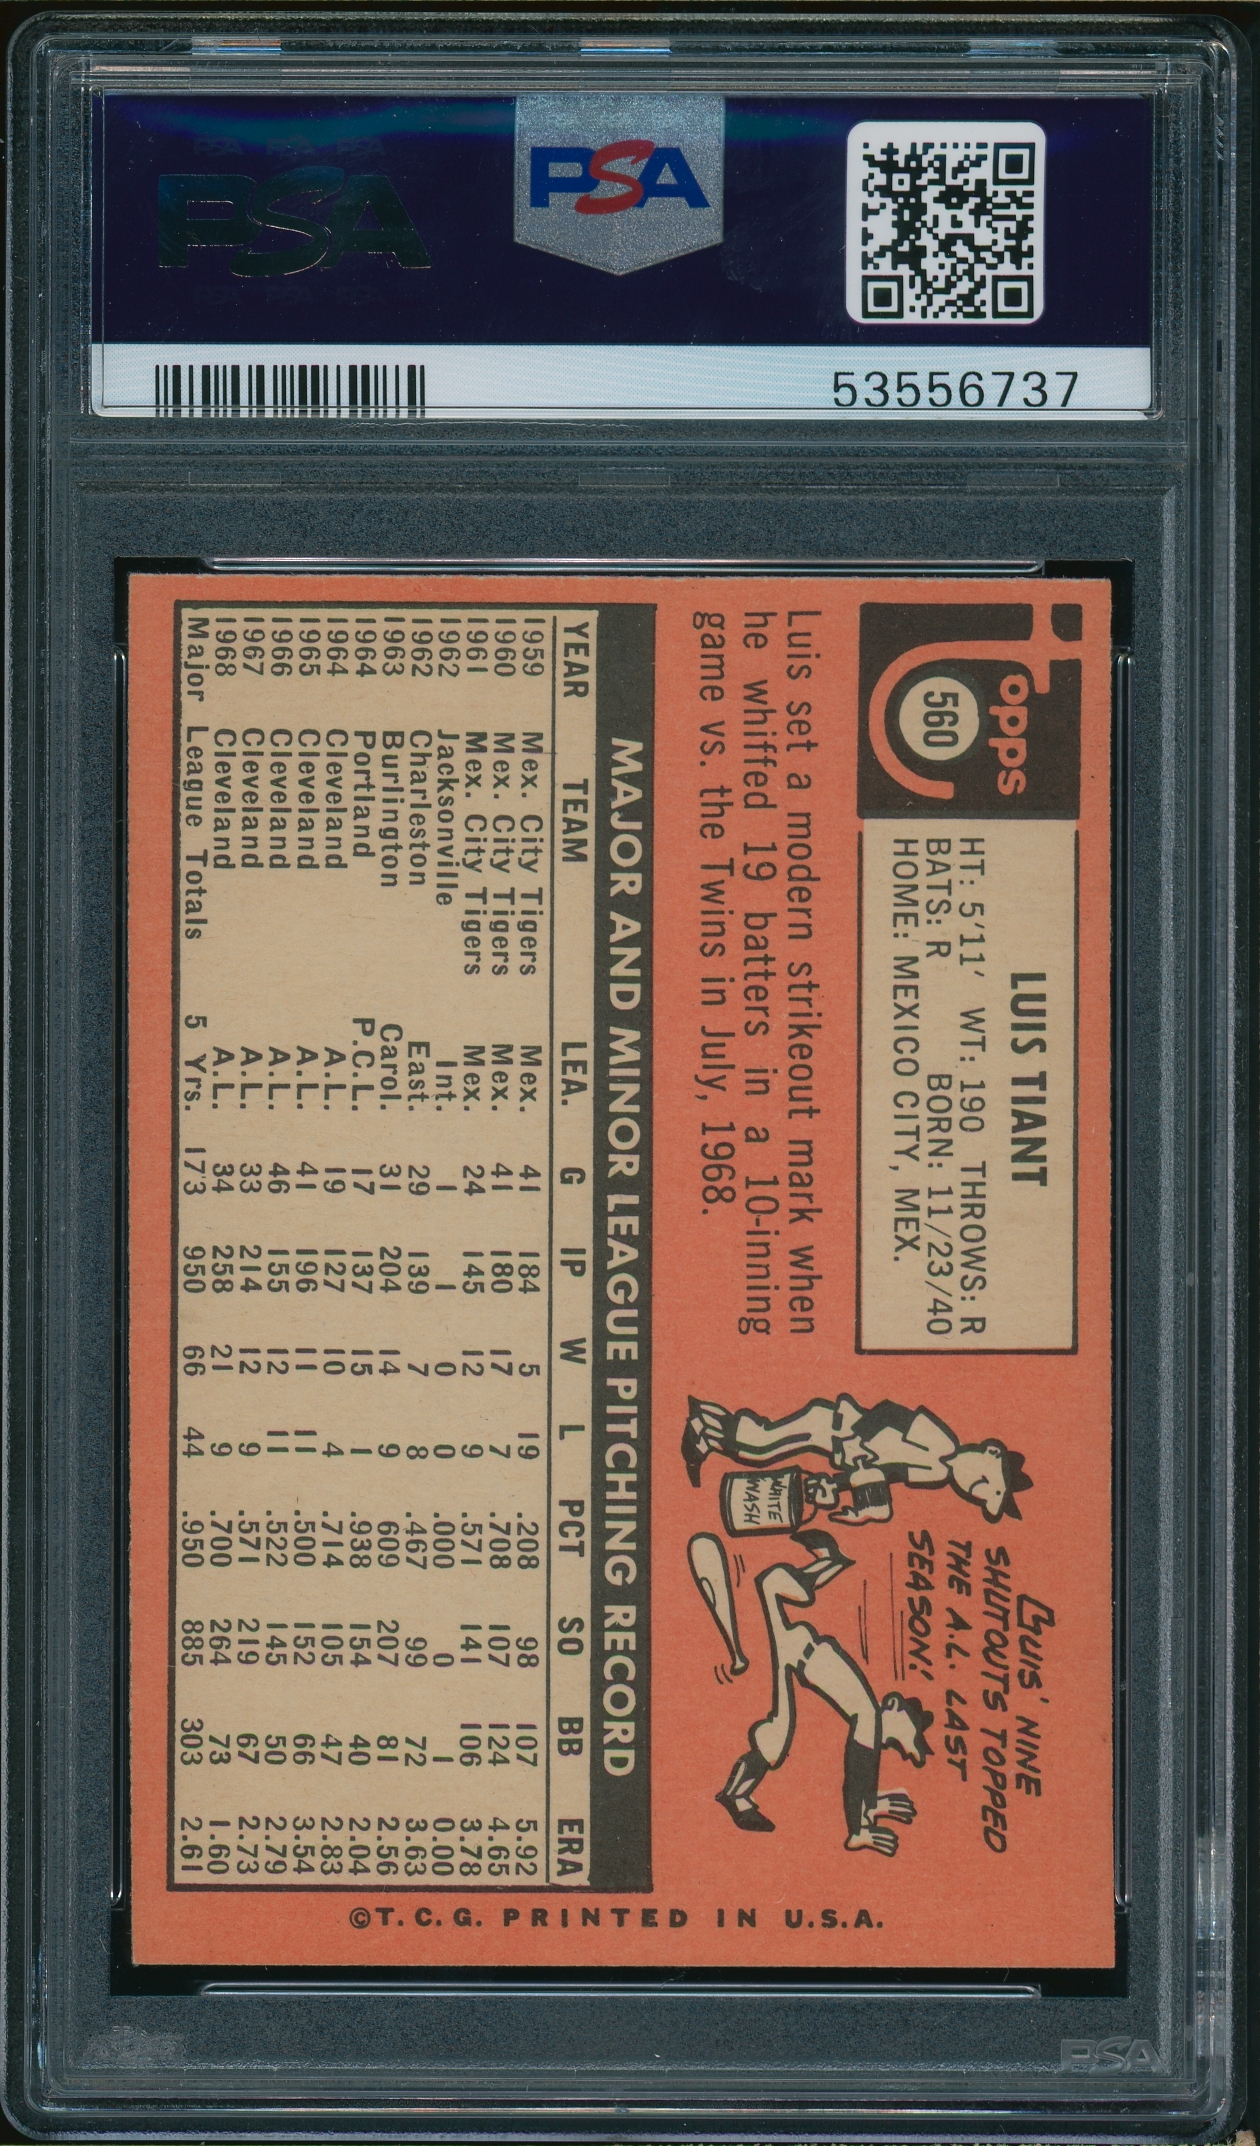 PSA
PSA
53556737
Topps
560
LUIS TIANT
HT: 5'11' WT: 190 THROWS: R
BATS: R BORN: 11/23/40
HOME: MEXICO CITY, MEX.
Luis set a modern strikeout mark when
he whiffed 19 batters in a 10-inning
game vs. the Twins in July, 1968.
LUIS' NINE
SHUTOUTS TOPPED
THE A.L. LAST
SEASON!
WHITE
WASH
MAJOR AND MINOR LEAGUE PITCHING RECORD
YEAR TEAM LEA. G IP W L PCT SO BB ERA
1959 Mex. City Tigers Mex. 41 184 5 19 .208 98 107 5.92
1960 Mex. City Tigers Mex. 41 180 17 7 .708 107 124 4.65
1961 Mex. City Tigers Mex. 24 145 12 9 .571 141 106 3.78
1962 Jacksonville Int. 1 1 0 0 .000 0 1 0.00
1962 Charleston East. 29 139 7 8 .467 99 72 3.63
1963 Burlington Carol. 31 204 14 9 609 207 81 2.56
1964 Portland P.C.L. 17 137 15 1 .938 154 40 2.04
1964 Cleveland A.L. 19 127 10 4 .714 105 47 2.83
1965 Cleveland A.L. 41 196 11 11 .500 152 66 3.54
1966 Cleveland A.L. 46 155 12 11 .522 145 50 2.79
1967 Cleveland A.L. 33 214 12 9 .571 219 67 2.73
1968 Cleveland A.L. 34 258 21 9 .700 264 73 1.60
Major League Totals 5 Yrs. 173 950 66 44 .950 885 303 2.61
©T.C.G. PRINTED IN U.S.A.
PSA